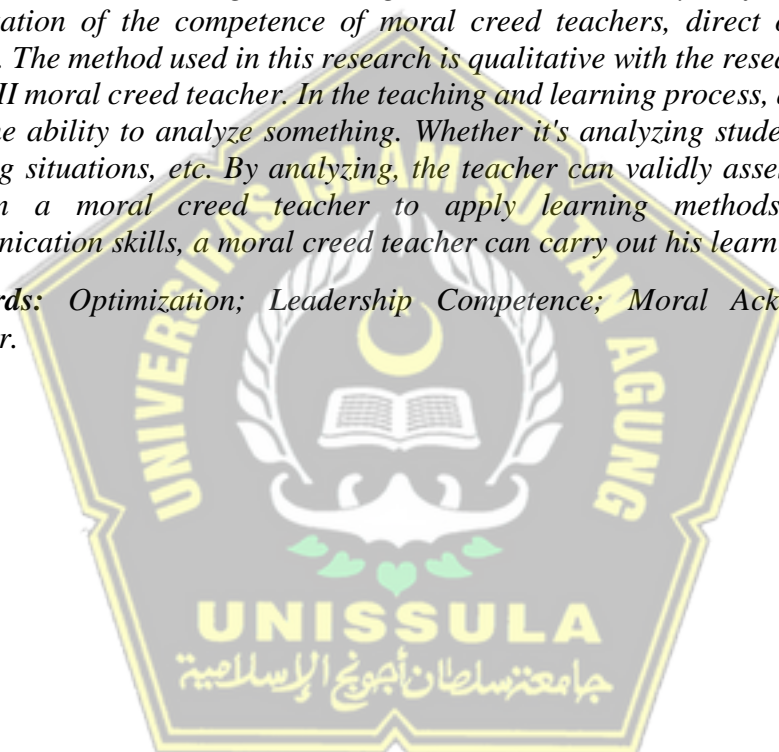 tation of the competence of moral creed teachers, direct
. The method used in this research is qualitative with the resea
II moral creed teacher. In the teaching and learning process,
he ability to analyze something. Whether it's analyzing stude
g situations, etc. By analyzing, the teacher can validly asse
m a moral creed teacher to apply learning methods
nication skills, a moral creed teacher can carry out his learn
rds: Optimization; Leadership Competence; Moral Ack
r.
UNIVERSITAS ISLAM SULTAN AGUNG
UNISSULA
جامعة سلطان أجونج الإسلامية